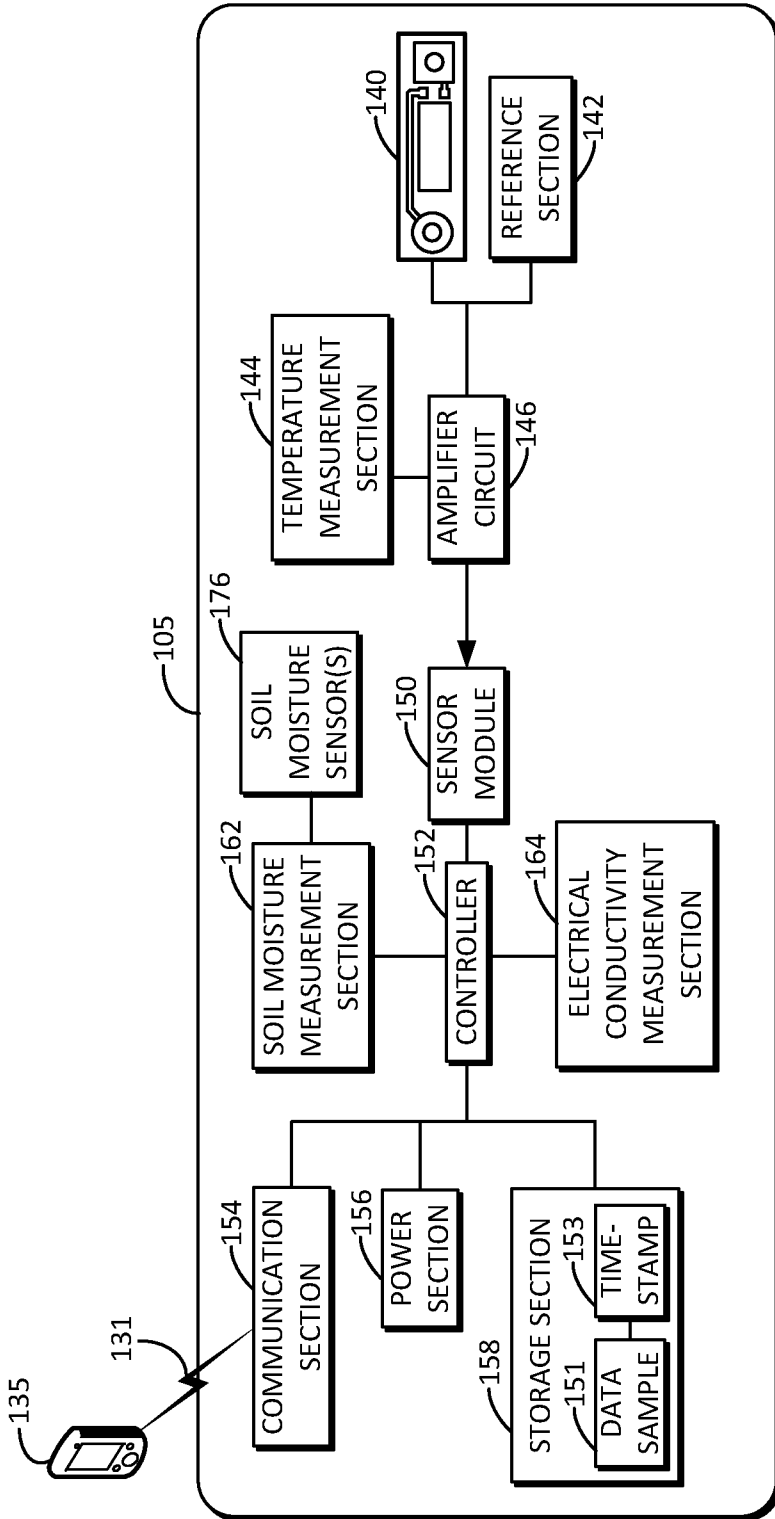 135
131
105
154
COMMUNICATION
SECTION
156
POWER
SECTION
158
STORAGE SECTION
151
DATA
SAMPLE
153
TIME-
STAMP
162
SOIL MOISTURE
MEASUREMENT
SECTION
176
SOIL
MOISTURE
SENSOR(S)
152
CONTROLLER
150
SENSOR
MODULE
164
ELECTRICAL
CONDUCTIVITY
MEASUREMENT
SECTION
144
TEMPERATURE
MEASUREMENT
SECTION
146
AMPLIFIER
CIRCUIT
140
142
REFERENCE
SECTION